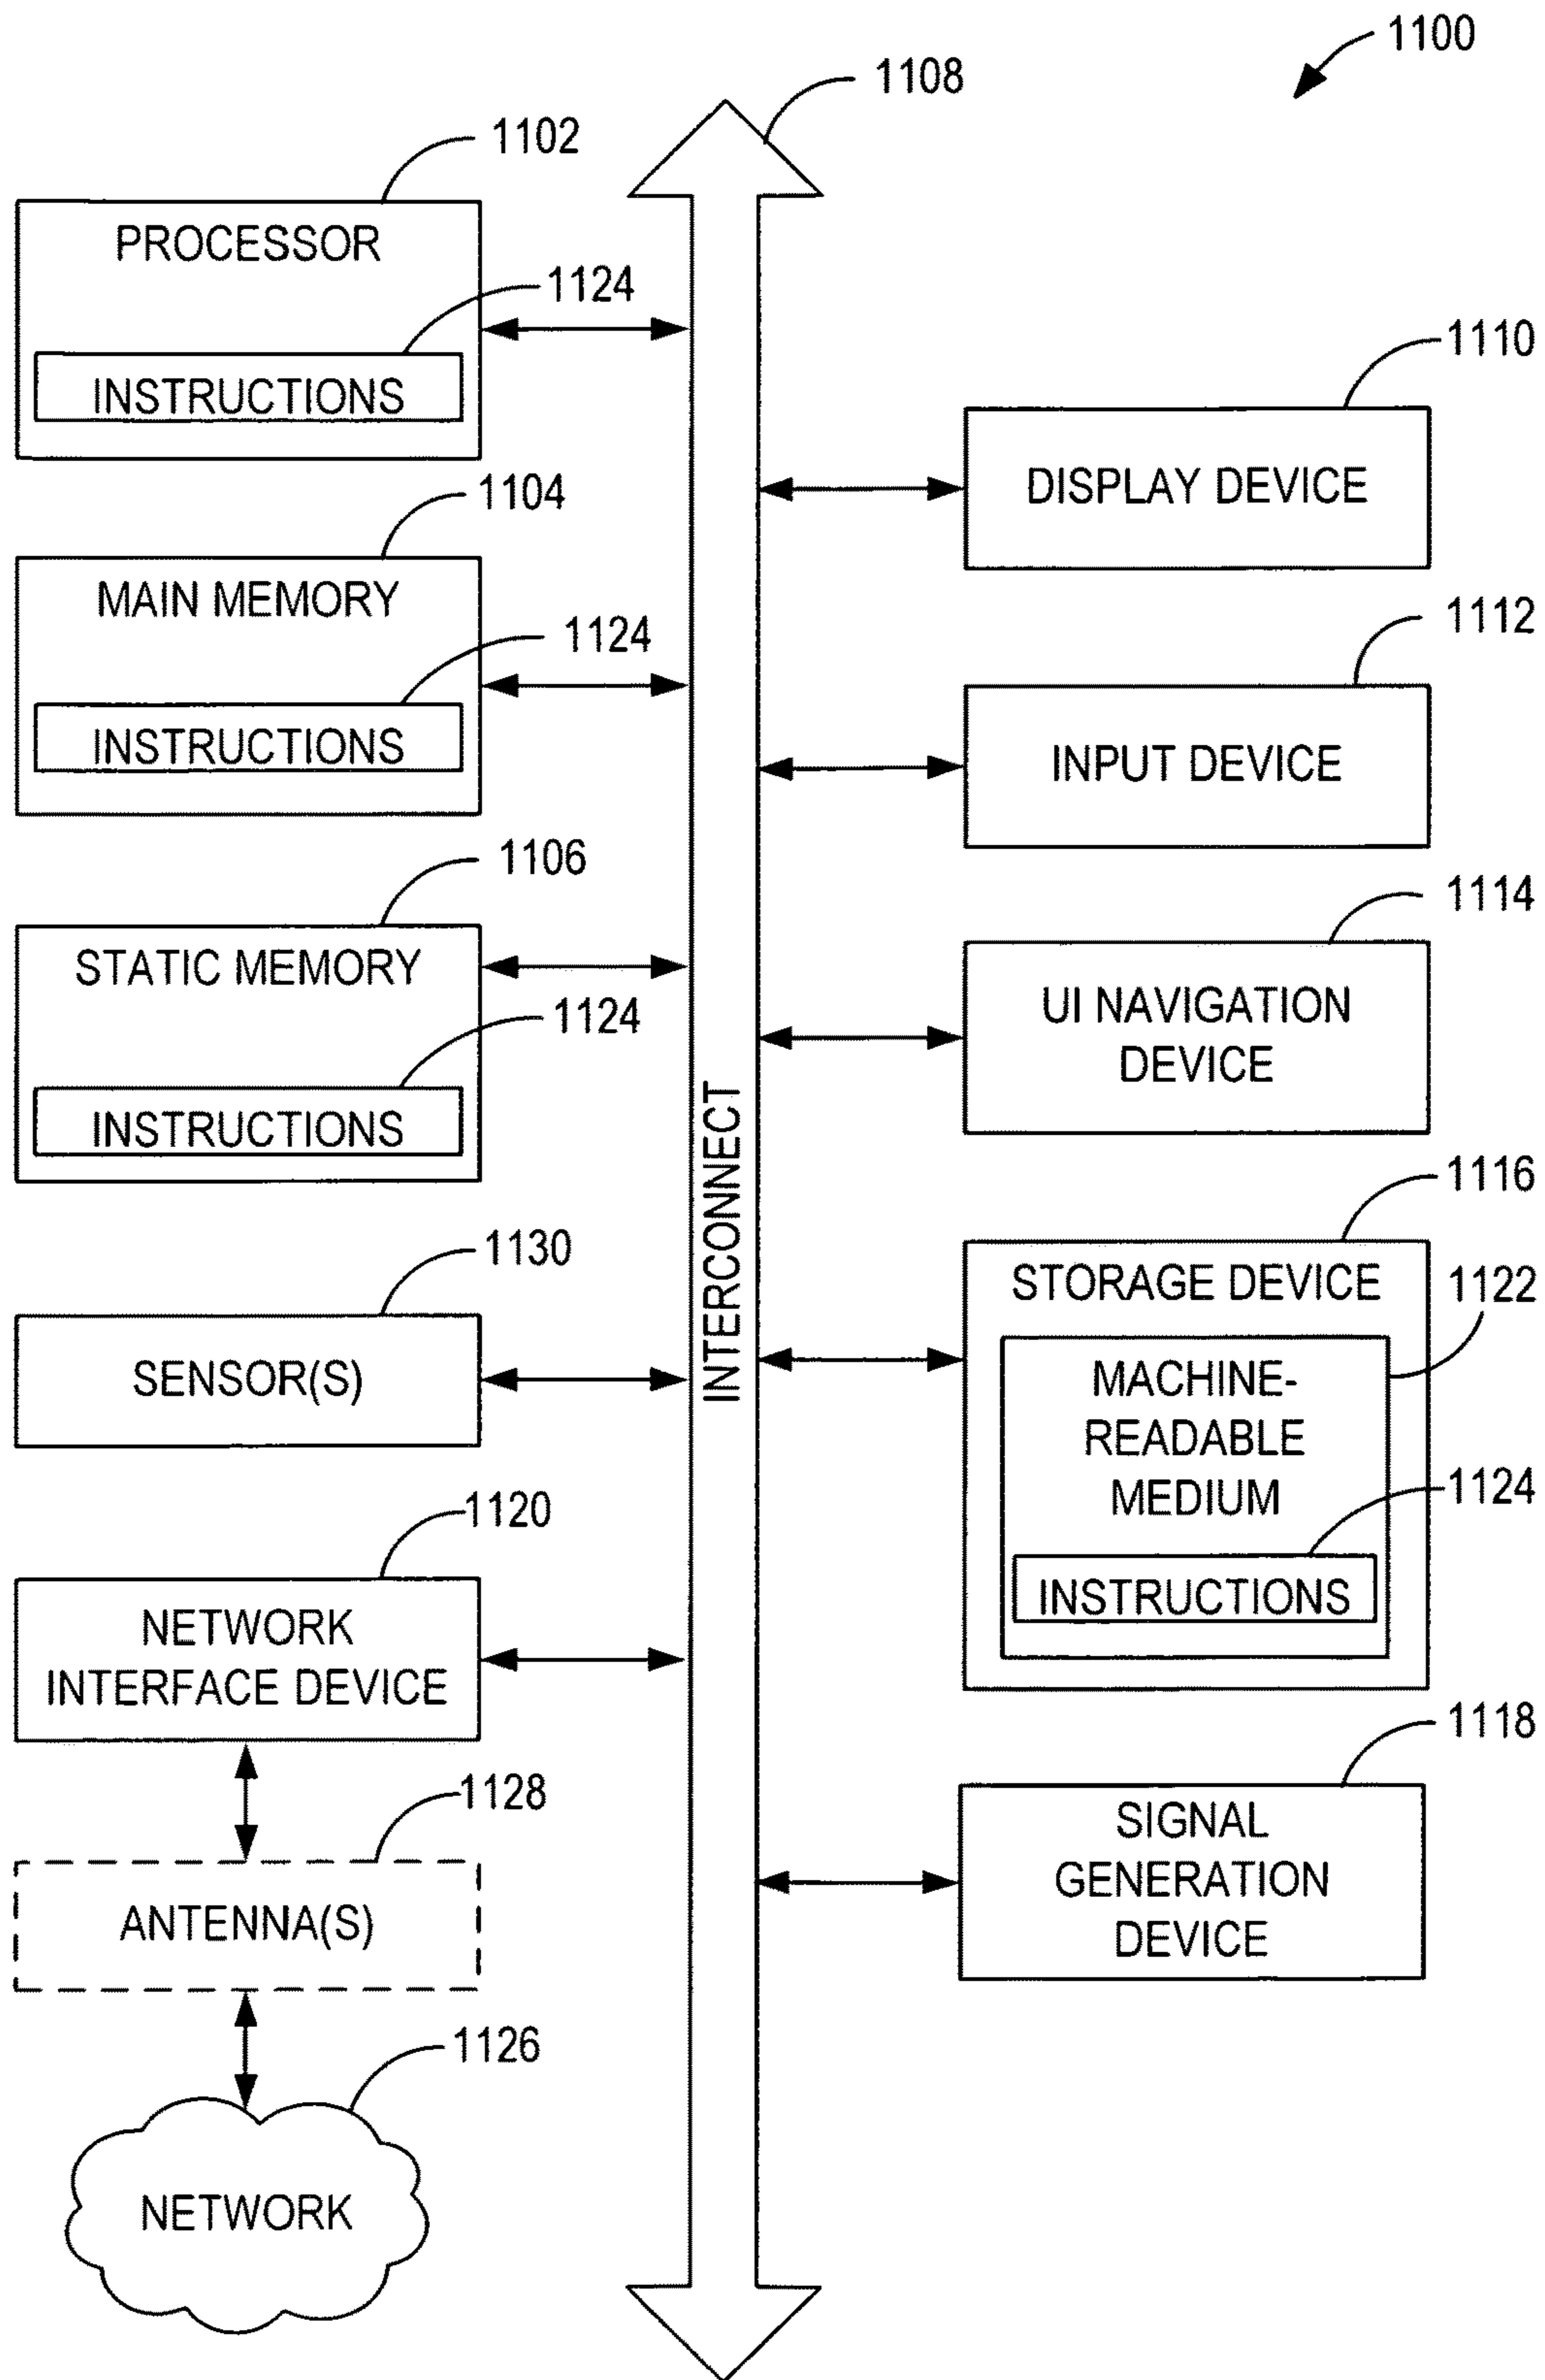 1100
1108
1102
PROCESSOR
1124
INSTRUCTIONS
1104
MAIN MEMORY
1124
INSTRUCTIONS
1106
STATIC MEMORY
1124
INSTRUCTIONS
1130
SENSOR(S)
1120
NETWORK
INTERFACE DEVICE
1128
ANTENNA(S)
1126
NETWORK
INTERCONNECT
1110
DISPLAY DEVICE
1112
INPUT DEVICE
1114
UI NAVIGATION
DEVICE
1116
STORAGE DEVICE
1122
MACHINE-
READABLE
MEDIUM
1124
INSTRUCTIONS
1118
SIGNAL
GENERATION
DEVICE